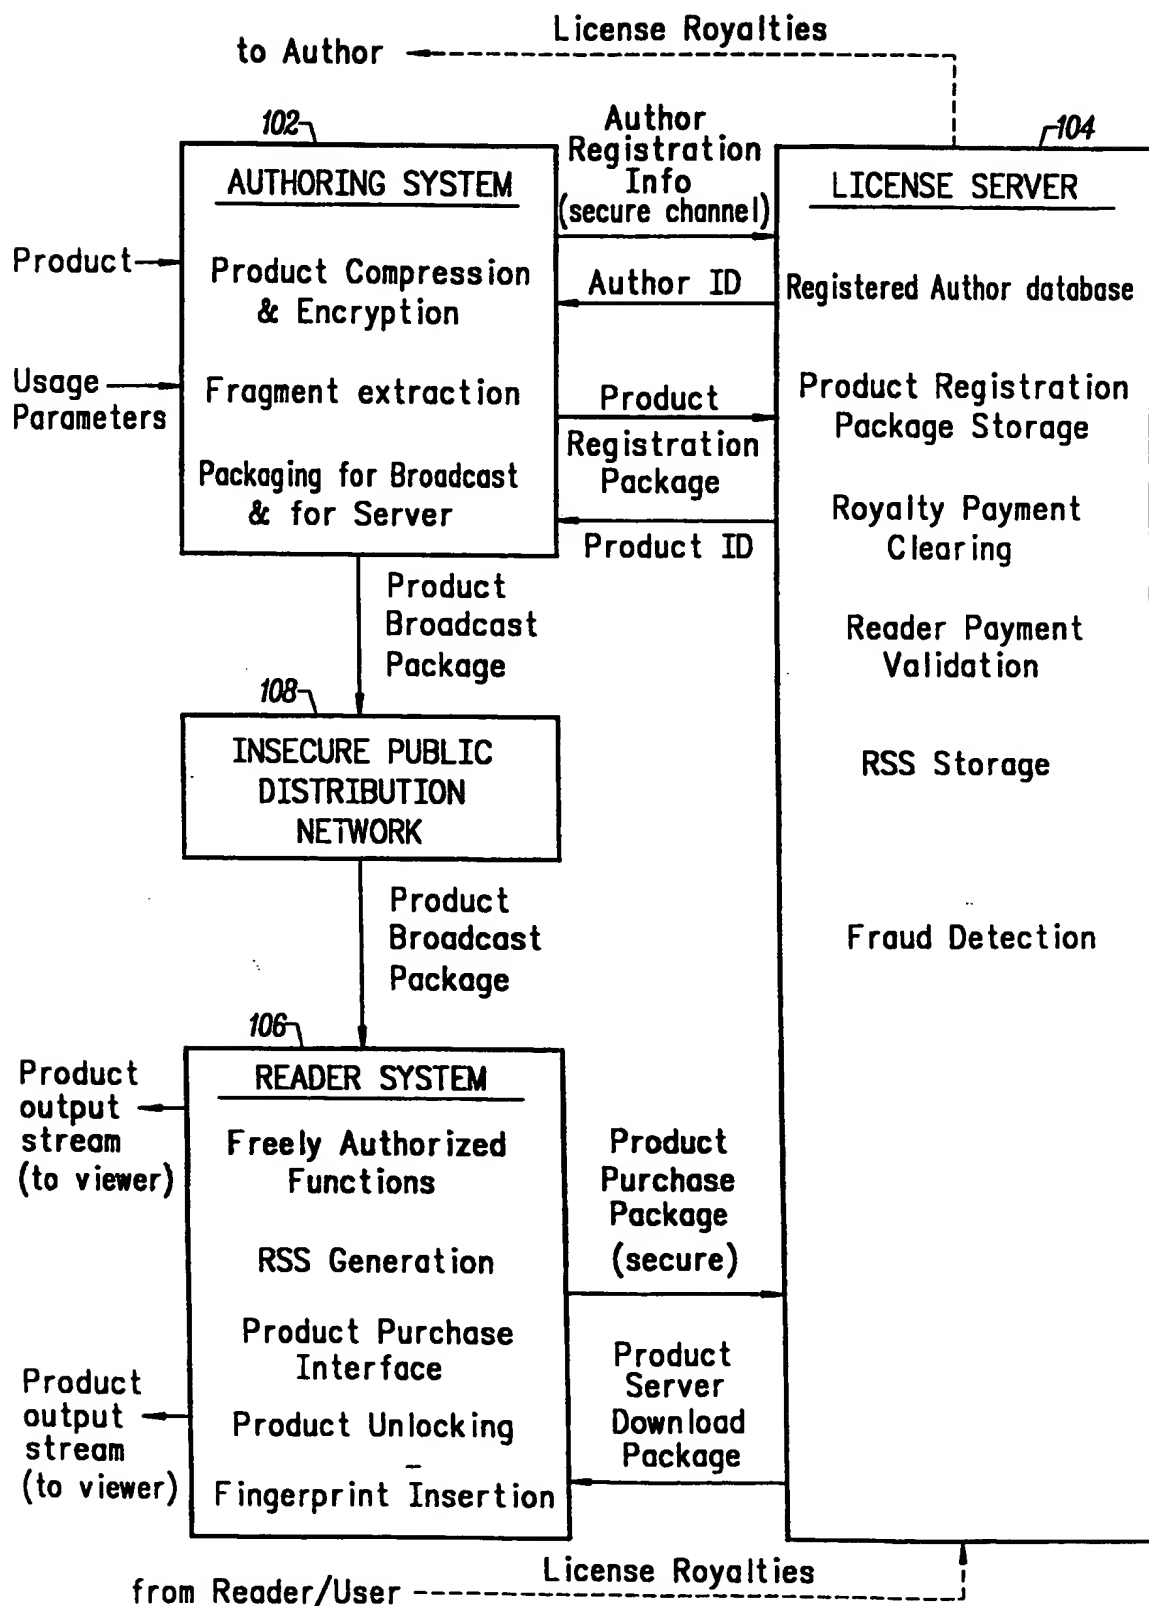 License Royalties
to Author
102
Author
Registration
Info
(secure channel)
104
AUTHORING SYSTEM
LICENSE SERVER
Product
Product Compression
& Encryption
Author ID
Registered Author database
Usage
Parameters
Fragment extraction
Product
Registration
Package
Product Registration
Package Storage
Packaging for Broadcast
& for Server
Product ID
Royalty Payment
Clearing
Product
Broadcast
Package
Reader Payment
Validation
108
INSECURE PUBLIC
DISTRIBUTION
NETWORK
RSS Storage
Product
Broadcast
Package
Fraud Detection
106
READER SYSTEM
Product
output
stream
(to viewer)
Freely Authorized
Functions
Product
Purchase
Package
(secure)
RSS Generation
Product Purchase
Interface
Product
Server
Download
Package
Product
output
stream
(to viewer)
Product Unlocking
Fingerprint Insertion
License Royalties
from Reader/User